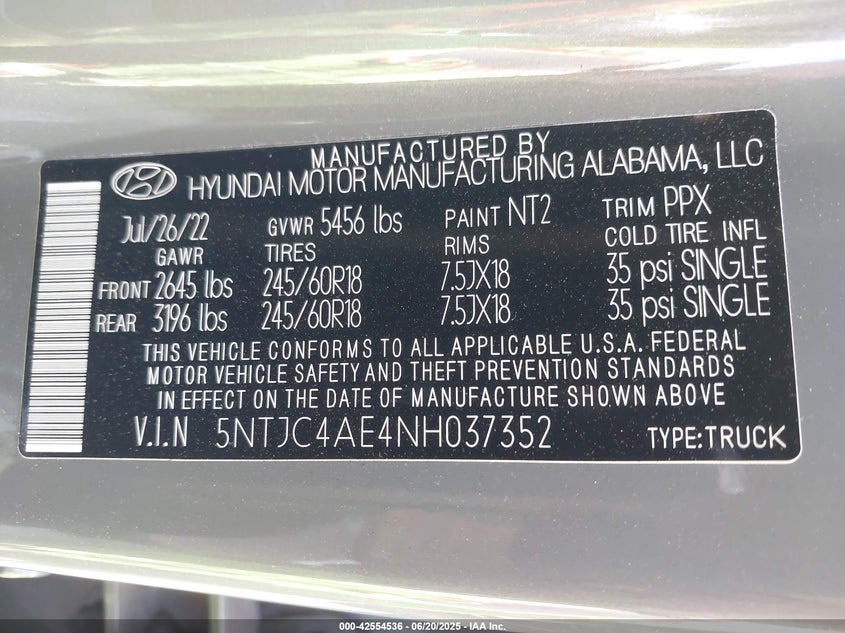 MANUFACTURED BY
HYUNDAI MOTOR MANUFACTURING ALABAMA, LLC
Jul/26/22 GVWR 5456 lbs PAINT NT2 TRIM PPX
GAWR TIRES RIMS COLD TIRE INFL
FRONT 2645 lbs 245/60R18 7.5JX18 35 psi SINGLE
REAR 3196 lbs 245/60R18 7.5JX18 35 psi SINGLE
THIS VEHICLE CONFORMS TO ALL APPLICABLE U.S.A. FEDERAL
MOTOR VEHICLE SAFETY AND THEFT PREVENTION STANDARDS
IN EFFECT ON THE DATE OF MANUFACTURE SHOWN ABOVE
V.I.N 5NTJC4AE4NH037352 TYPE:TRUCK
000-42554536 - 06/20/2025 - IAA Inc.